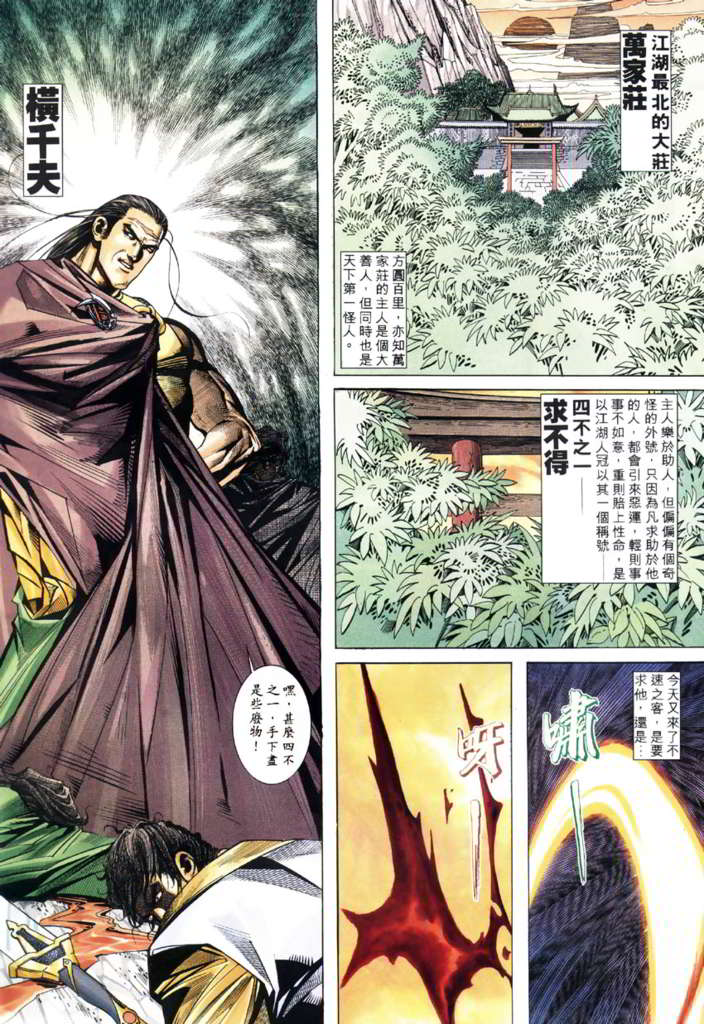 江湖最北的大莊
萬家莊
方圓百里，亦知萬
家莊的主人是個大
善人，但同時也是
天下第一怪人。
主人樂於助人，但偏偏有個奇
怪的外號，只因為凡求助於他
的人，都會引來惡運，輕則事
事不如意，重則賠上性命，是
以江湖人冠以其一個稱號——
四不之一——
求不得
今天又來了不
速之客，是要
求他，還是…
嘯—
呀—
橫千夫
嘿，甚麼四不
之一，手下盡
是些廢物！